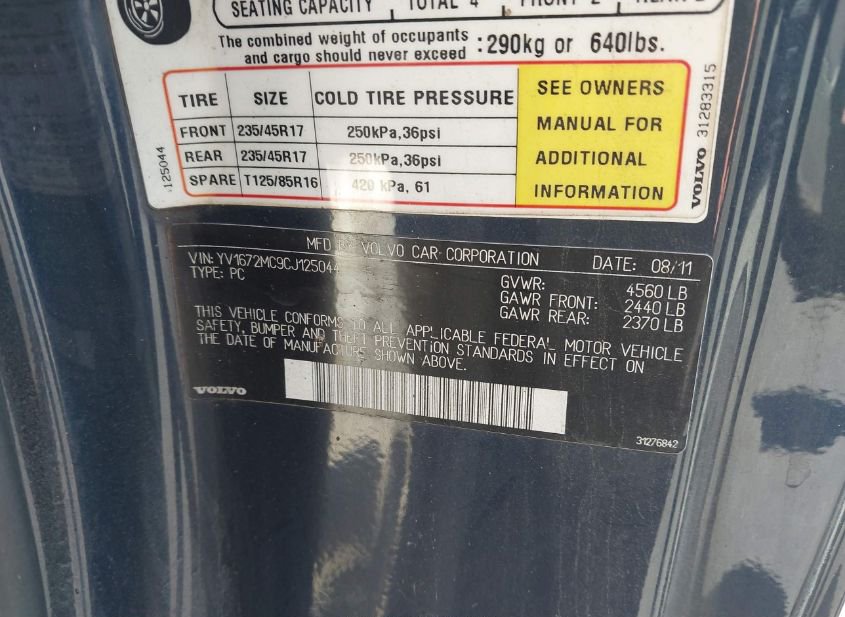 SEATING CAPACITY TOTAL 4 FRONT 2
The combined weight of occupants
and cargo should never exceed : 290kg or 640lbs.
TIRE SIZE COLD TIRE PRESSURE
FRONT 235/45R17 250kPa,36psi
REAR 235/45R17 250kPa,36psi
SPARE T125/85R16 420 kPa, 61
SEE OWNERS
MANUAL FOR
ADDITIONAL
INFORMATION
125044
VOLVO 31283315
MFD BY VOLVO CAR CORPORATION DATE: 08/11
VIN: YV1672MC9CJ125044
TYPE: PC
GVWR: 4560 LB
GAWR FRONT: 2440 LB
GAWR REAR: 2370 LB
THIS VEHICLE CONFORMS TO ALL APPLICABLE FEDERAL MOTOR VEHICLE
SAFETY, BUMPER AND THEFT PREVENTION STANDARDS IN EFFECT ON
THE DATE OF MANUFACTURE SHOWN ABOVE.
VOLVO
31276842